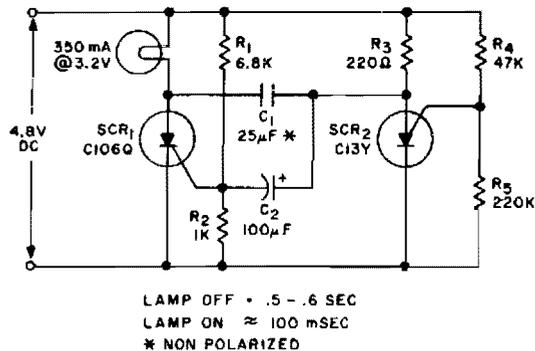 350 mA
@ 3.2V
R1
6.8K
R3
220Ω
R4
47K
C1
25µF *
4.8V
DC
SCR1
C106Q
SCR2
C13Y
+
C2
100µF
R2
1K
R5
220K
LAMP OFF • .5-.6 SEC
LAMP ON ≈ 100 mSEC
* NON POLARIZED